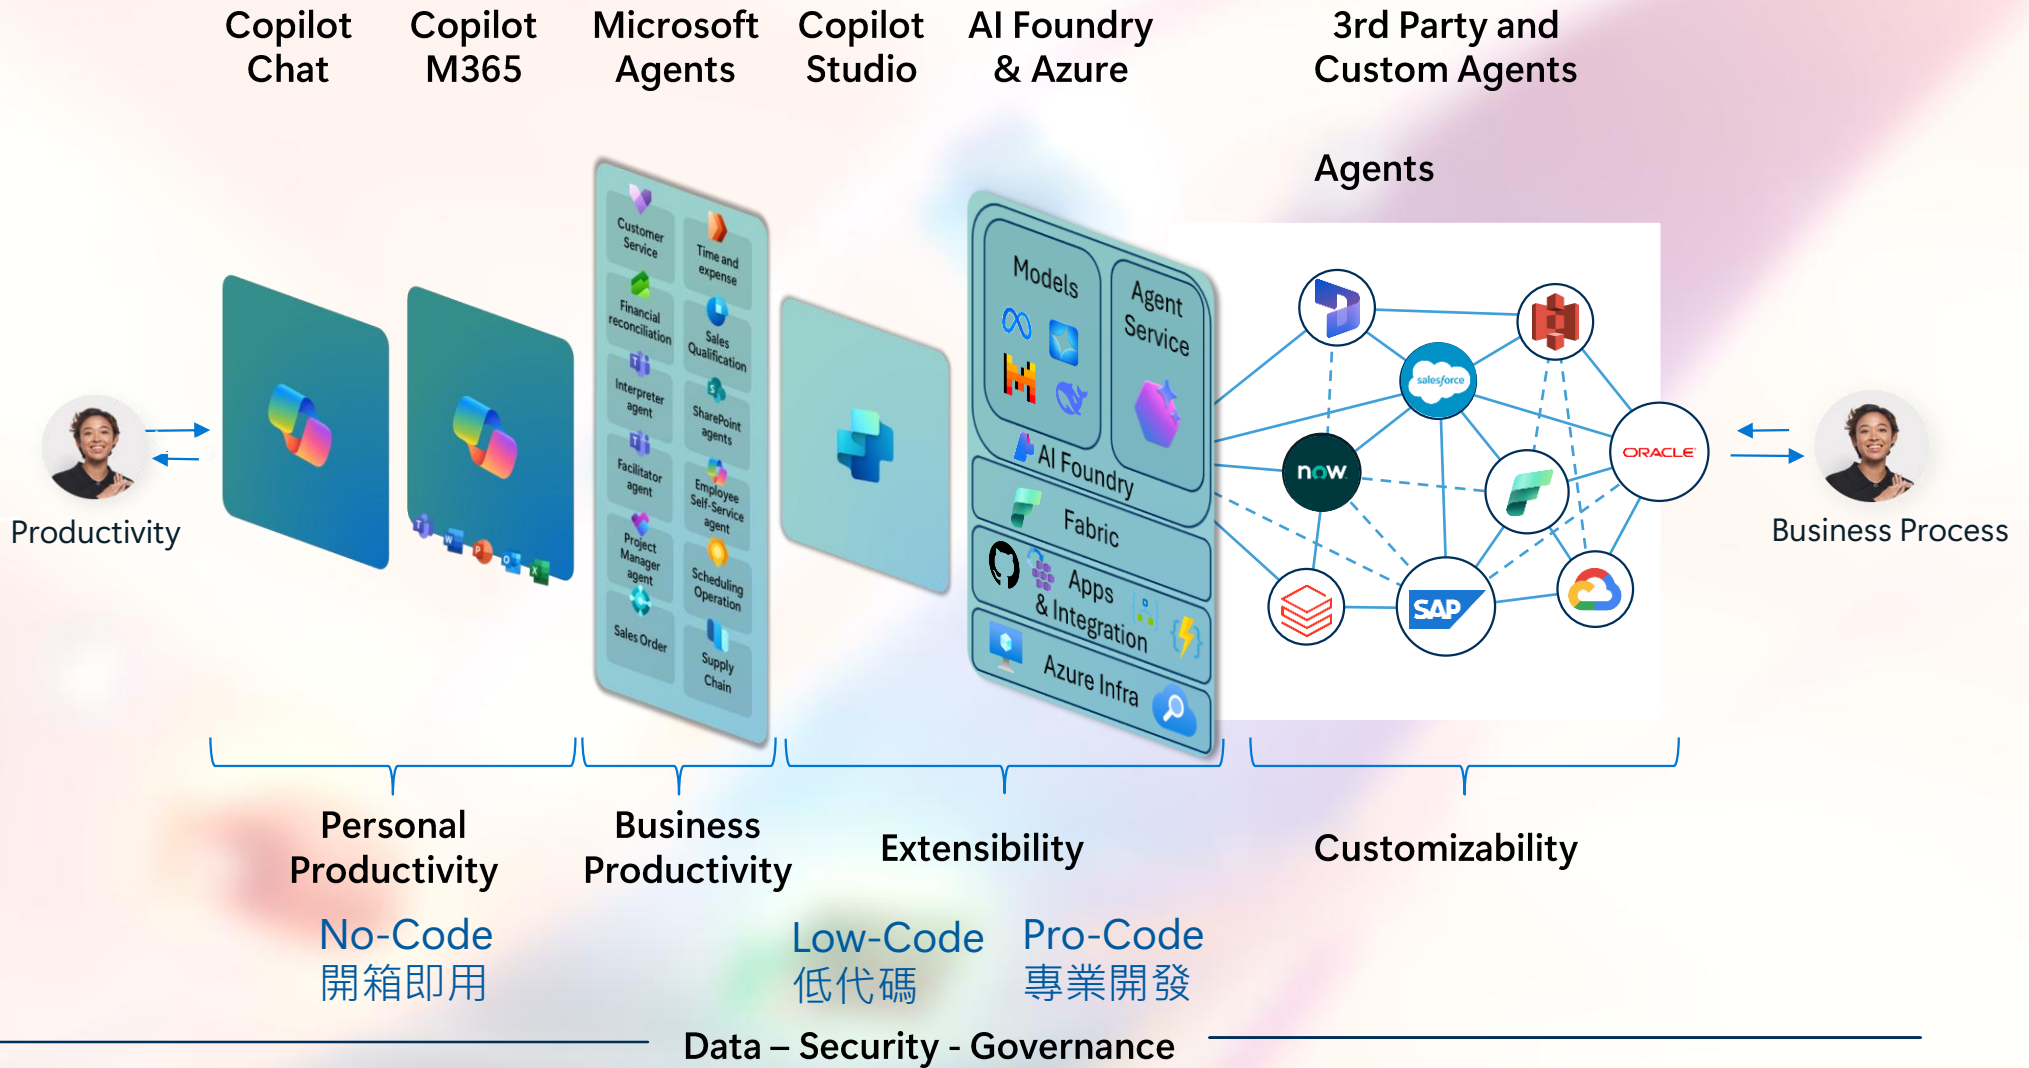 Copilot
Chat
Copilot
M365
Microsoft
Agents
Copilot
Studio
AI Foundry
& Azure
3rd Party and
Custom Agents
Agents
Customer
Service
Time and
expense
Financial
reconciliation
Sales
Qualification
Interpreter
agent
SharePoint
agents
Facilitator
agent
Employee
Self-Service
agent
Project
Manager
agent
Scheduling
Operation
Sales Order
Supply
Chain
Models
Agent
Service
AI Foundry
Fabric
Apps
& Integration
Azure Infra
salesforce
now
ORACLE
SAP
Productivity
Business Process
Personal
Productivity
Business
Productivity
Extensibility
Customizability
No-Code
開箱即用
Low-Code
低代碼
Pro-Code
專業開發
Data – Security - Governance